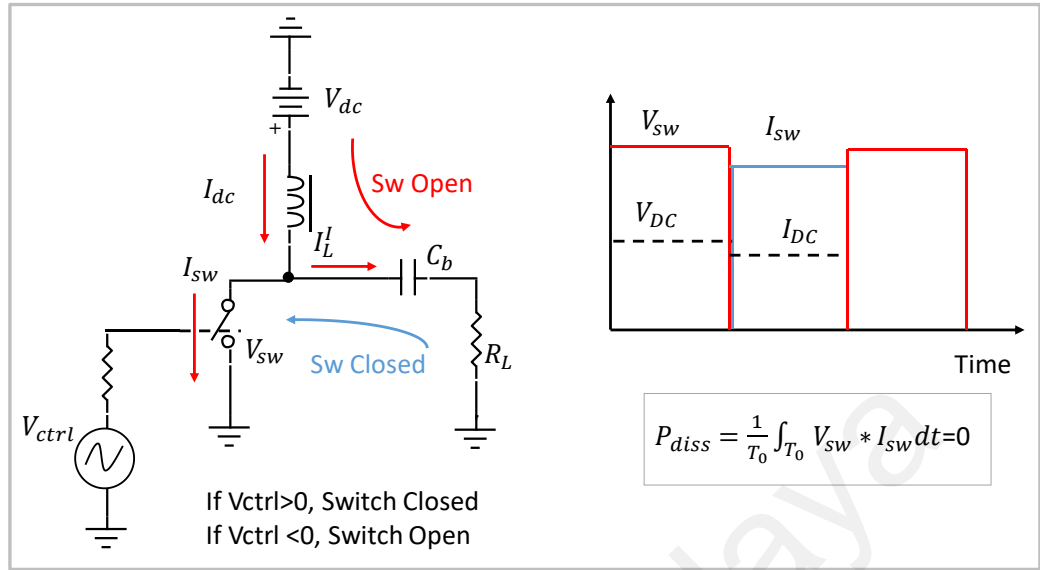 V_dc
+
Sw Open
I_dc
I_L^I
C_b
I_sw
V_sw
Sw Closed
R_L
V_ctrl
If Vctrl>0, Switch Closed
If Vctrl <0, Switch Open
V_sw
I_sw
V_DC
I_DC
Time
P_diss = 1/T_0 ∫_T_0 V_sw * I_sw dt=0
laya